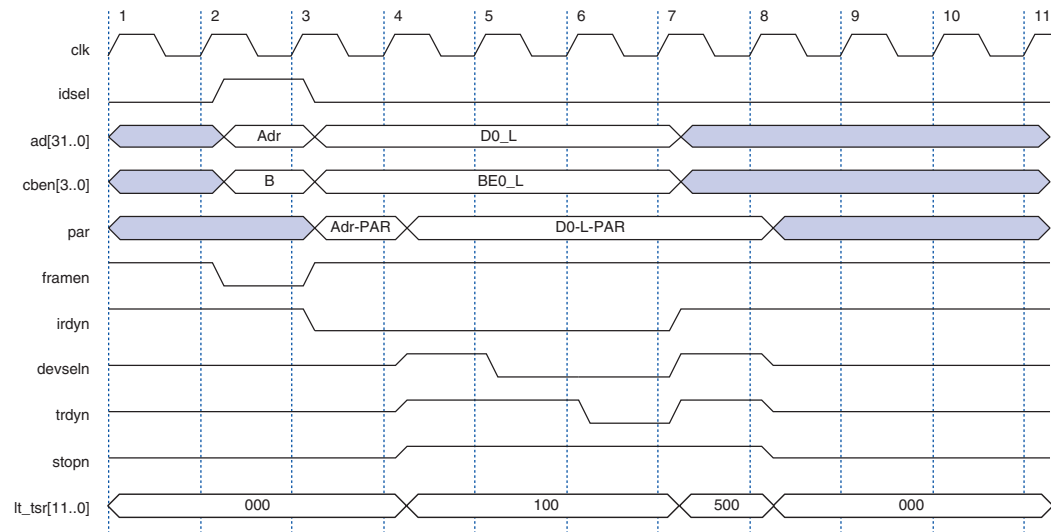 1 2 3 4 5 6 7 8 9 10 11
clk
idsel
ad[31..0] Adr D0_L
cben[3..0] B BE0_L
par Adr-PAR D0-L-PAR
framen
irdyn
devseln
trdyn
stopn
lt_tsr[11..0] 000 100 500 000